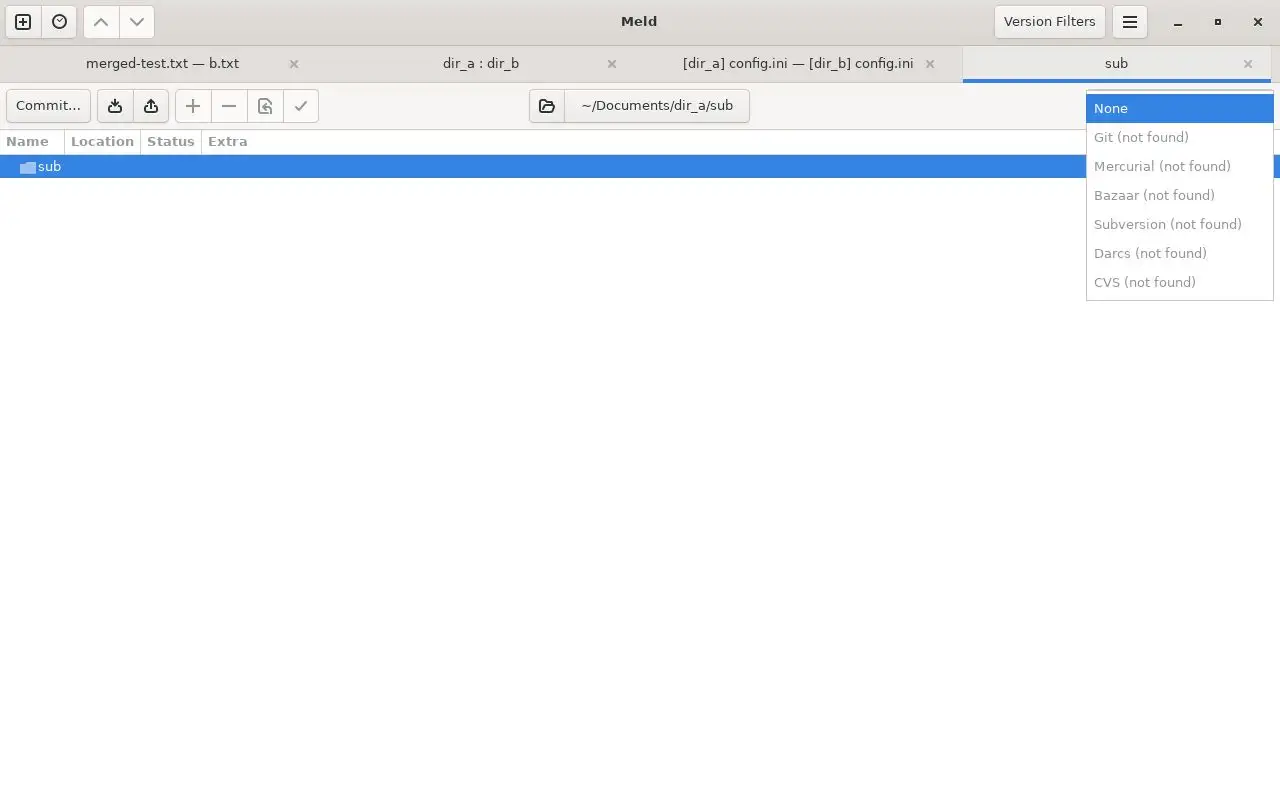 Meld
Version Filters
merged-test.txt — b.txt
dir_a : dir_b
[dir_a] config.ini — [dir_b] config.ini
sub
Commit...
~/Documents/dir_a/sub
Name Location Status Extra
sub
None
Git (not found)
Mercurial (not found)
Bazaar (not found)
Subversion (not found)
Darcs (not found)
CVS (not found)